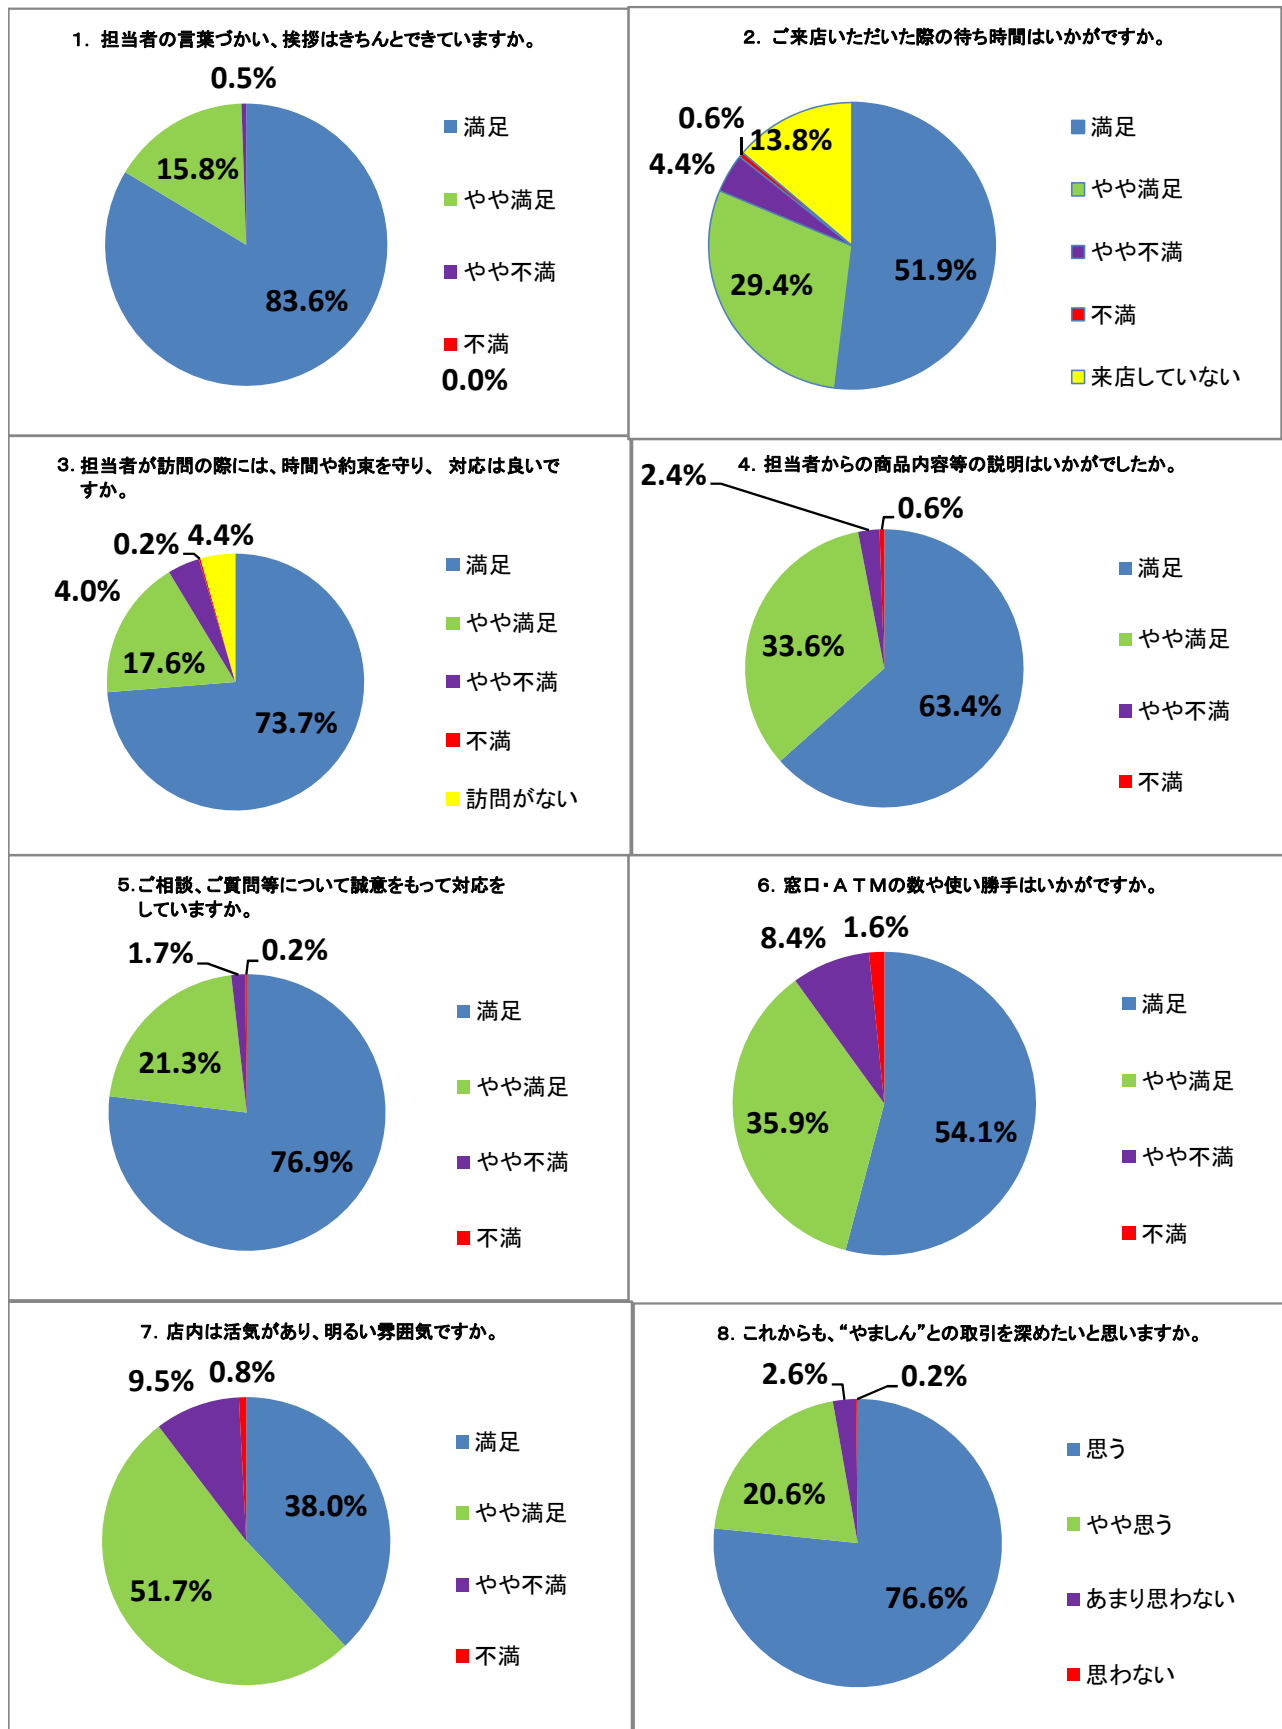 1. 担当者の言葉づかい、挨拶はきちんとできていますか。
0.5%
15.8%
83.6%
満足
やや満足
やや不満
不満
0.0%
2. ご来店いただいた際の待ち時間はいかがですか。
0.6%
13.8%
4.4%
29.4%
51.9%
満足
やや満足
やや不満
不満
来店していない
3. 担当者が訪問の際には、時間や約束を守り、 対応は良いで
すか。
0.2%
4.4%
4.0%
17.6%
73.7%
満足
やや満足
やや不満
不満
訪問がない
4. 担当者からの商品内容等の説明はいかがでしたか。
2.4%
0.6%
33.6%
63.4%
満足
やや満足
やや不満
不満
5.ご相談、ご質問等について誠意をもって対応を
していますか。
1.7%
0.2%
21.3%
76.9%
満足
やや満足
やや不満
不満
6. 窓口・ATMの数や使い勝手はいかがですか。
8.4%
1.6%
35.9%
54.1%
満足
やや満足
やや不満
不満
7. 店内は活気があり、明るい雰囲気ですか。
9.5%
0.8%
38.0%
51.7%
満足
やや満足
やや不満
不満
8. これからも、“やましん”との取引を深めたいと思いますか。
2.6%
0.2%
20.6%
76.6%
思う
やや思う
あまり思わない
思わない